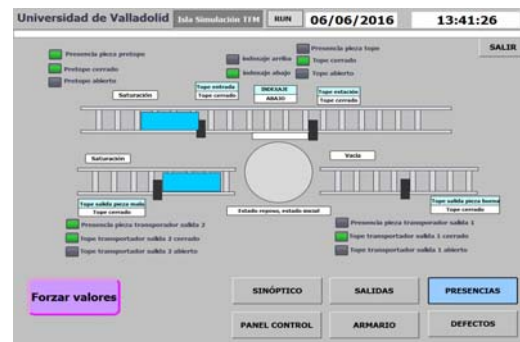 Universidad de Valladolid Isla Simulación TEM RUN 06/06/2016 13:41:26
SALIR
Presencia pieza pretope
Pretope cerrado
Pretope abierto
Indexaje arriba
Indexaje abajo
Presencia pieza tope
Tope cerrado
Tope abierto
Saturación
Tope entrada
Tope cerrado
INDEXAJE
ABAJO
Tope estación
Tope cerrado
Saturación
Vacía
Tope salida pieza mala
Tope cerrado
Estado reposo, estado inicial
Tope salida pieza buena
Tope cerrado
Presencia pieza transporador salida 2
Tope transportador salida 2 cerrado
Tope transportador salida 2 abierto
Presencia pieza transporador salida 1
Tope transportador salida 1 cerrado
Tope transportador salida 1 abierto
Forzar valores
SINÓPTICO SALIDAS PRESENCIAS
PANEL CONTROL ARMARIO DEFECTOS